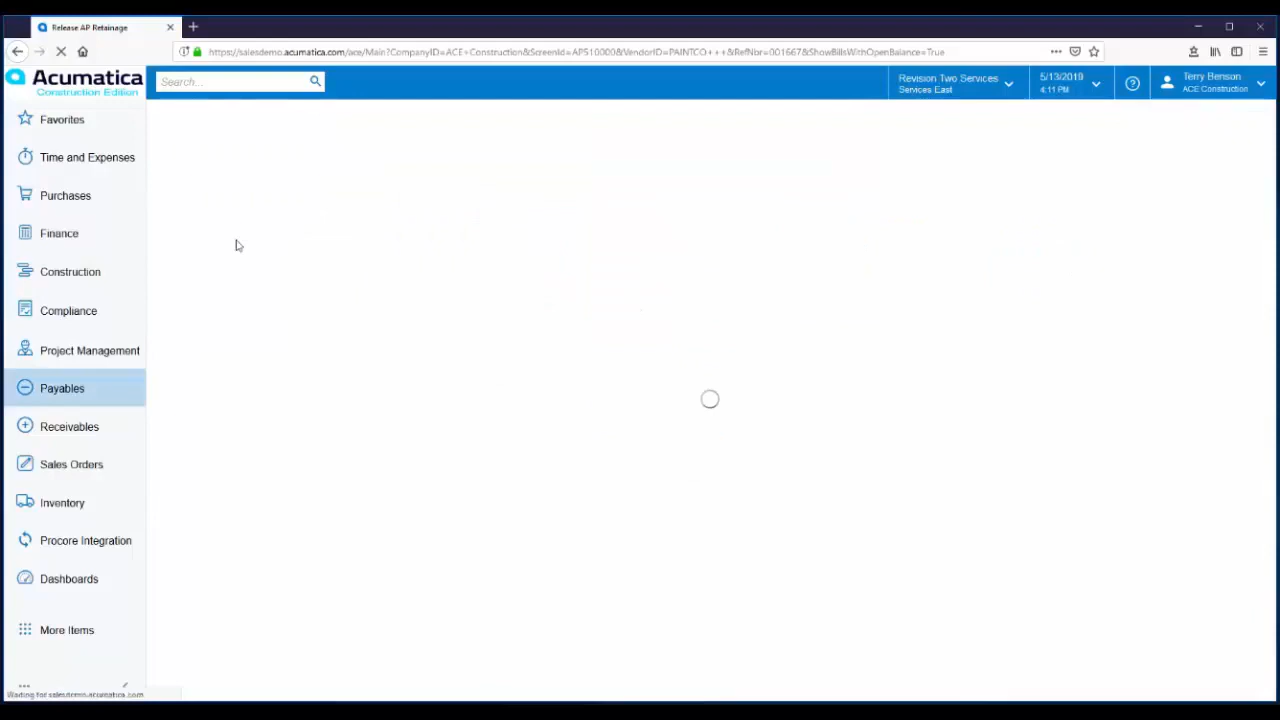 Release AP Retainage
https://salesdemo.acumatica.com/ace/Main?CompanyID=ACE+Construction&ScreenId=AP510000&VendorID=PAINTCO+++&RefNbr=001667&ShowBillsWithOpenBalance=True
Acumatica
Construction Edition
Search...
Revision Two Services
Services East
5/13/2019
4:11 PM
Terry Benson
ACE Construction
Favorites
Time and Expenses
Purchases
Finance
Construction
Compliance
Project Management
Payables
Receivables
Sales Orders
Inventory
Procore Integration
Dashboards
More Items
Waiting for salesdemo.acumatica.com